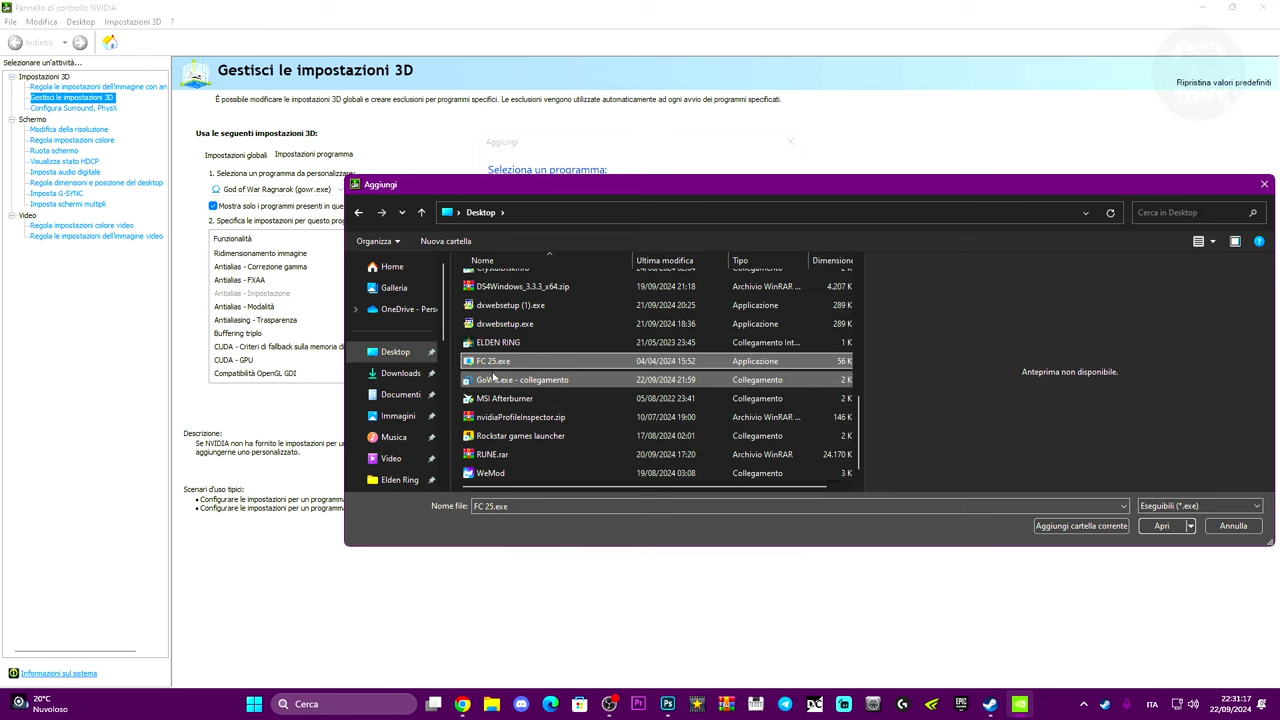 Pannello di controllo NVIDIA
File Modifica Desktop Impostazioni 3D ?
Indietro
Selezionare un'attività...
Impostazioni 3D
Regola le impostazioni dell'immagine con an
Gestisci le impostazioni 3D
Configura Surround, PhysX
Schermo
Modifica della risoluzione
Regola impostazioni colore
Ruota schermo
Visualizza stato HDCP
Imposta audio digitale
Regola dimensioni e posizione del desktop
Imposta G-SYNC
Imposta schermi multipli
Video
Regola impostazioni colore video
Regola le impostazioni dell'immagine video
Informazioni sul sistema
Gestisci le impostazioni 3D
Ripristina valori predefiniti
È possibile modificare le impostazioni 3D globali e creare esclusioni per programmi specifici. Le esclusioni vengono utilizzate automaticamente ad ogni avvio dei programmi specificati.
Usa le seguenti impostazioni 3D:
Impostazioni globali Impostazioni programma
1. Seleziona un programma da personalizzare:
God of War Ragnarok (gowr.exe)
Mostra solo i programmi presenti in que
2. Specifica le impostazioni per questo pro
Funzionalità
Ridimensionamento immagine
Antialias - Correzione gamma
Antialias - FXAA
Antialias - Impostazione
Antialias - Modalità
Antialiasing - Trasparenza
Buffering triplo
CUDA - Criteri di fallback sulla memoria di
CUDA - GPU
Compatibilità OpenGL GDI
Descrizione:
Se NVIDIA non ha fornito le impostazioni per un
aggiungerne uno personalizzato.
Scenari d'uso tipici:
• Configurare le impostazioni per un programma
• Configurare le impostazioni per un programm
Aggiungi
Seleziona un programma:
Aggiungi
Desktop
Cerca in Desktop
Organizza Nuova cartella
Home
Galleria
OneDrive - Pers
Desktop
Downloads
Documenti
Immagini
Musica
Video
Elden Ring
Nome Ultima modifica Tipo Dimensione
DS4Windows_3.3.3_x64.zip 19/09/2024 21:18 Archivio WinRAR ... 4.207 K
dxwebsetup (1).exe 19/09/2024 20:25 Applicazione 289 K
dxwebsetup.exe 21/09/2024 18:36 Applicazione 289 K
ELDEN RING 21/05/2023 23:45 Collegamento Int... 1 K
FC 25.exe 04/04/2024 15:52 Applicazione 56 K
.exe - collegamento 22/09/2024 21:59 Collegamento 2 K
MSI Afterburner 05/08/2022 23:41 Collegamento 2 K
nvidiaProfileInspector.zip 10/07/2024 19:00 Archivio WinRAR ... 146 K
Rockstar games launcher 17/08/2024 02:01 Collegamento 2 K
RUNE.rar 20/09/2024 17:20 Archivio WinRAR 24.170 K
WeMod 19/08/2024 03:08 Collegamento 3 K
Anteprima non disponibile.
Nome file: FC 25.exe Eseguibili (*.exe)
Aggiungi cartella corrente Apri Annulla
20°C
Nuvoloso
Cerca
ITA
22:31:17
22/09/2024